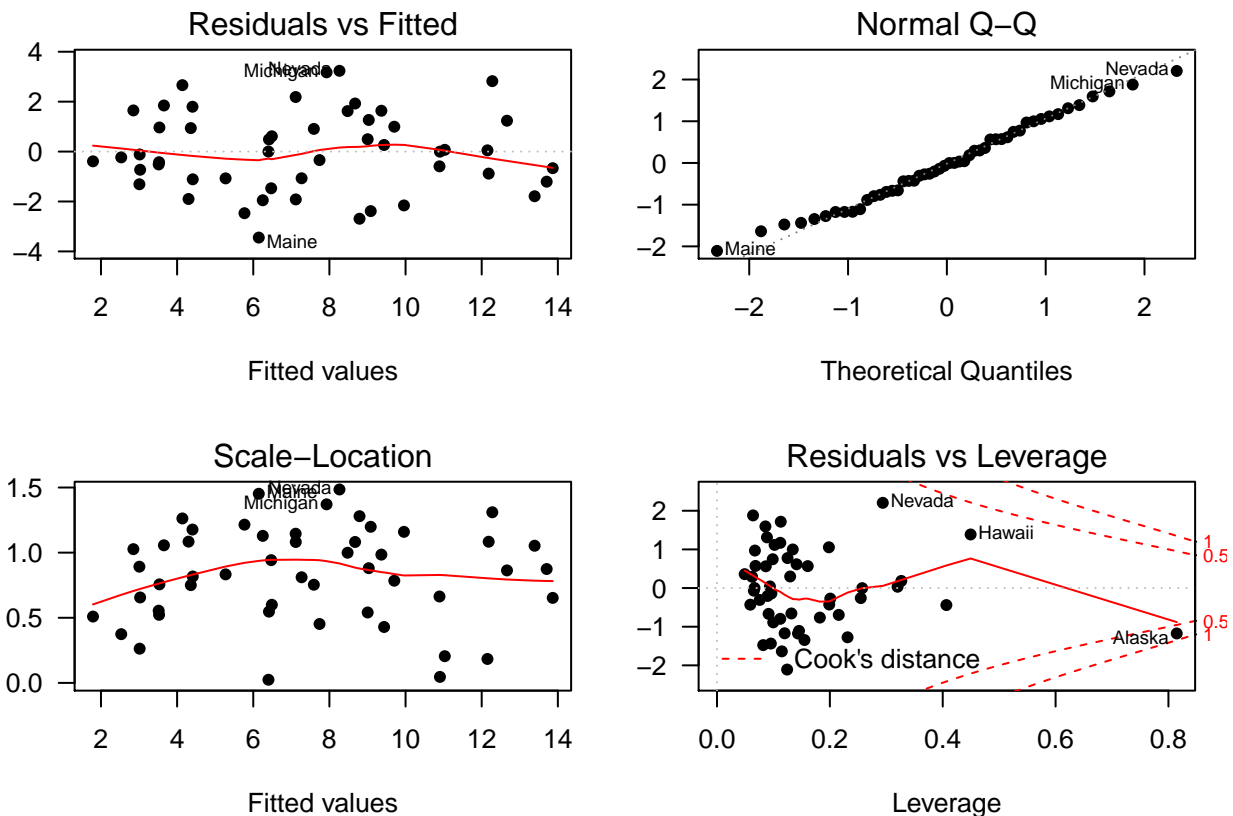 Residuals vs Fitted
4
2
0
−2
−4
Nevada
Michigan
Maine
2 4 6 8 10 12 14
Fitted values
Normal Q−Q
2
1
0
−1
−2
Nevada
Michigan
Maine
−2 −1 0 1 2
Theoretical Quantiles
Scale−Location
1.5
1.0
0.5
0.0
Nevada
Maine
Michigan
2 4 6 8 10 12 14
Fitted values
Residuals vs Leverage
2
1
0
−1
−2
Nevada
Hawaii
1
0.5
0.5
1
Alaska
Cook's distance
0.0 0.2 0.4 0.6 0.8
Leverage